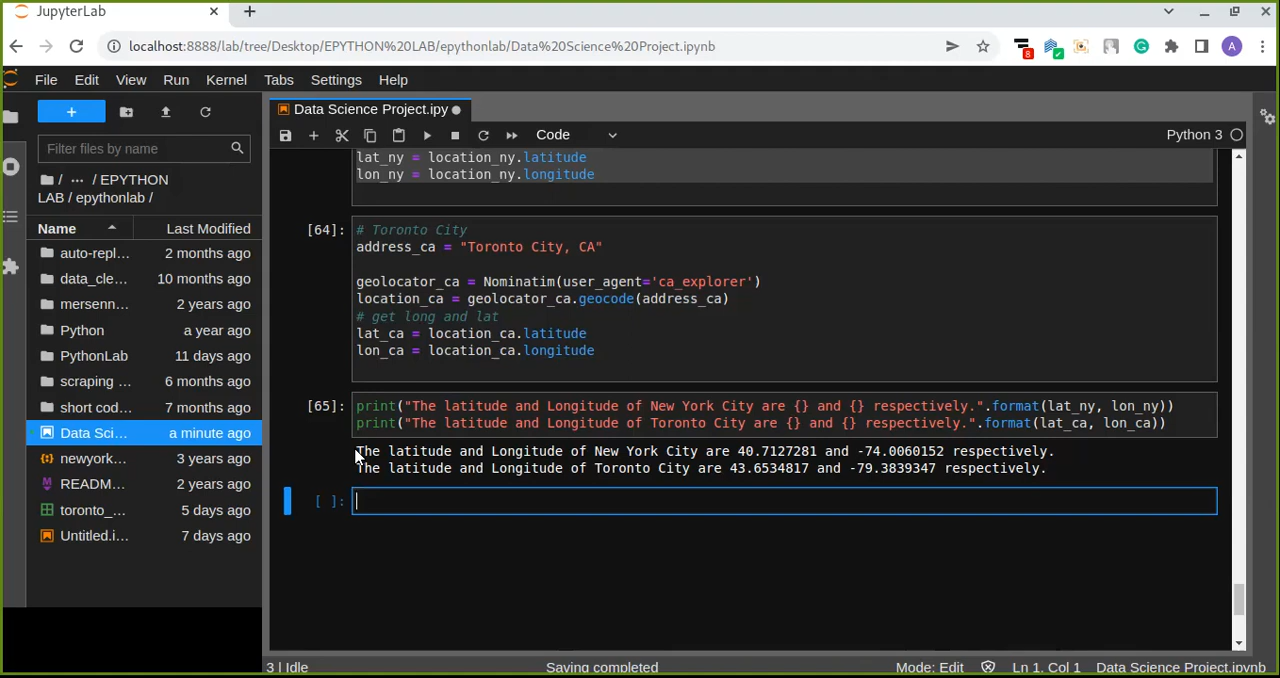 JupyterLab
localhost:8888/lab/tree/Desktop/EPYTHON%20LAB/epythonlab/Data%20Science%20Project.ipynb
8
A
File Edit View Run Kernel Tabs Settings Help
Data Science Project.ipy
Code
Python 3
Filter files by name
/ ··· / EPYTHON
LAB / epythonlab /
Name Last Modified
auto-repl... 2 months ago
data_cle... 10 months ago
mersenn... 2 years ago
Python a year ago
PythonLab 11 days ago
scraping ... 6 months ago
short cod... 7 months ago
Data Sci... a minute ago
newyork... 3 years ago
READM... 2 years ago
toronto_... 5 days ago
Untitled.i... 7 days ago
lat_ny = location_ny.latitude
lon_ny = location_ny.longitude
[64]: # Toronto City
address_ca = "Toronto City, CA"
geolocator_ca = Nominatim(user_agent='ca_explorer')
location_ca = geolocator_ca.geocode(address_ca)
# get long and lat
lat_ca = location_ca.latitude
lon_ca = location_ca.longitude
[65]: print("The latitude and Longitude of New York City are {} and {} respectively.".format(lat_ny, lon_ny))
print("The latitude and Longitude of Toronto City are {} and {} respectively.".format(lat_ca, lon_ca))
The latitude and Longitude of New York City are 40.7127281 and -74.0060152 respectively.
The latitude and Longitude of Toronto City are 43.6534817 and -79.3839347 respectively.
[ ]:
3 | Idle Saving completed Mode: Edit Ln 1, Col 1 Data Science Project.ipynb